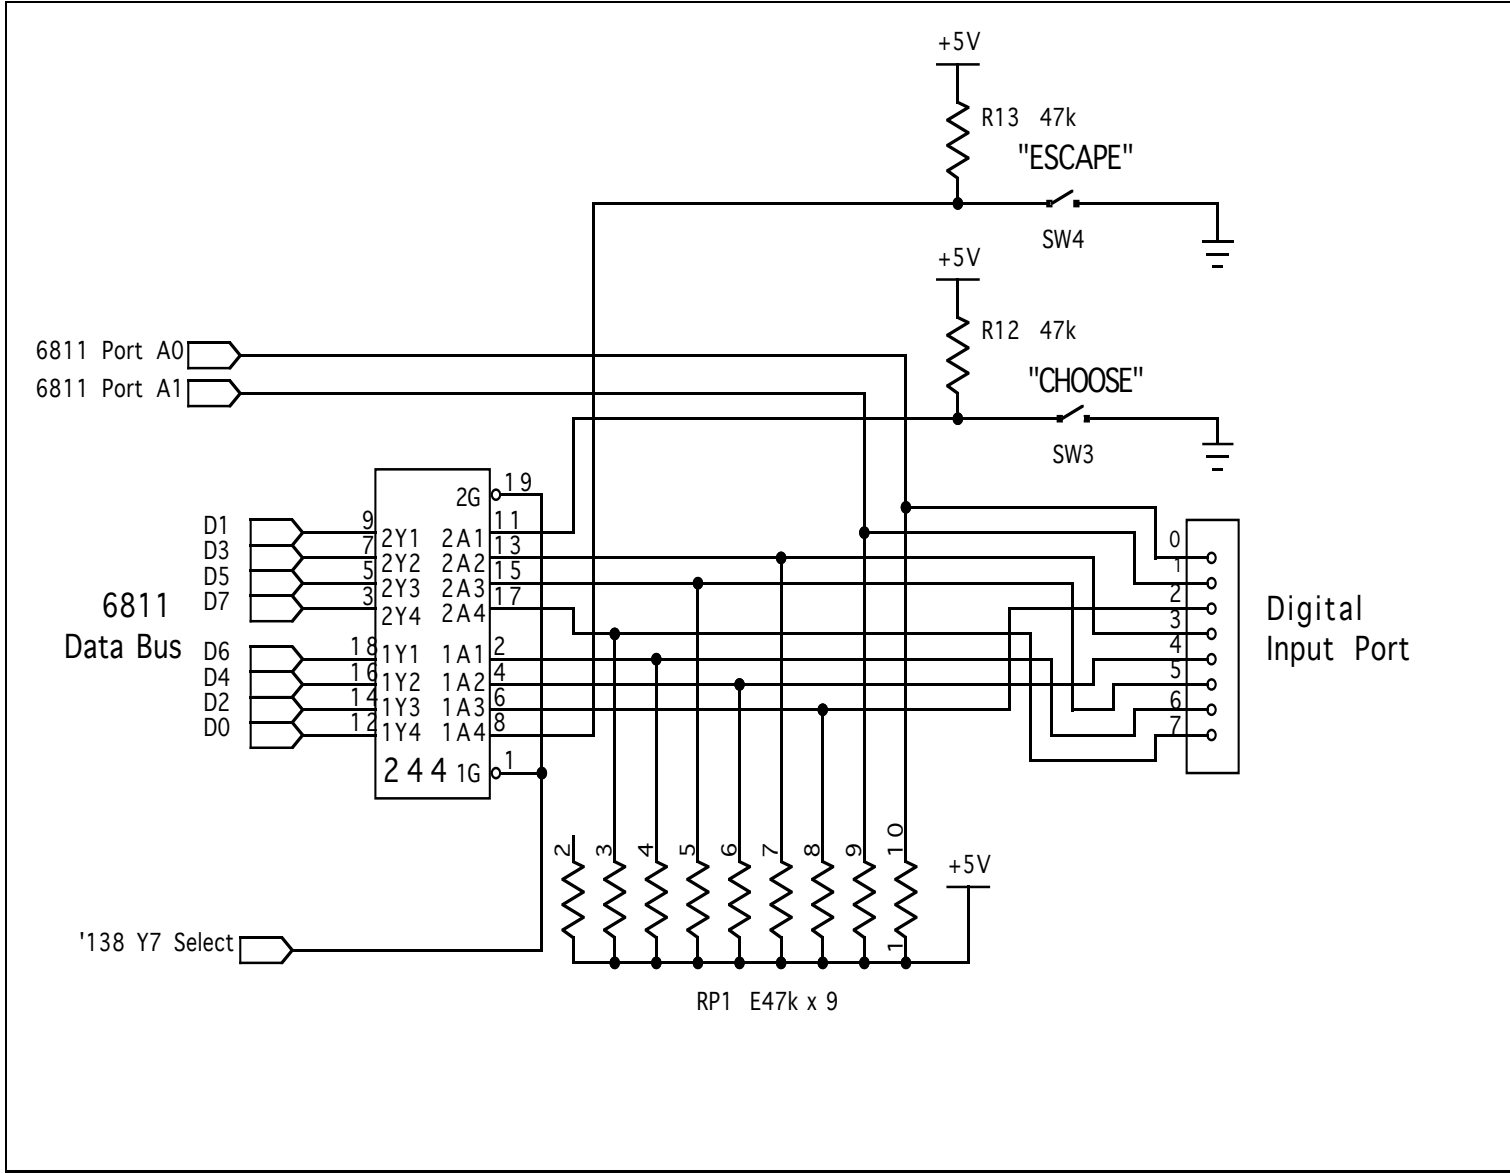 +5V
R13 47k
"ESCAPE"
SW4
+5V
R12 47k
"CHOOSE"
SW3
6811 Port A0
6811 Port A1
2G 19
D1 9 2Y1 2A1 11
D3 7 2Y2 2A2 13
D5 5 2Y3 2A3 15
D7 3 2Y4 2A4 17
6811
Data Bus
D6 18 1Y1 1A1 2
D4 16 1Y2 1A2 4
D2 14 1Y3 1A3 6
D0 12 1Y4 1A4 8
244 1G 1
0
1
2
3
4
5
6
7
Digital
Input Port
2 3 4 5 6 7 8 9 10
1
+5V
'138 Y7 Select
RP1 E47k x 9